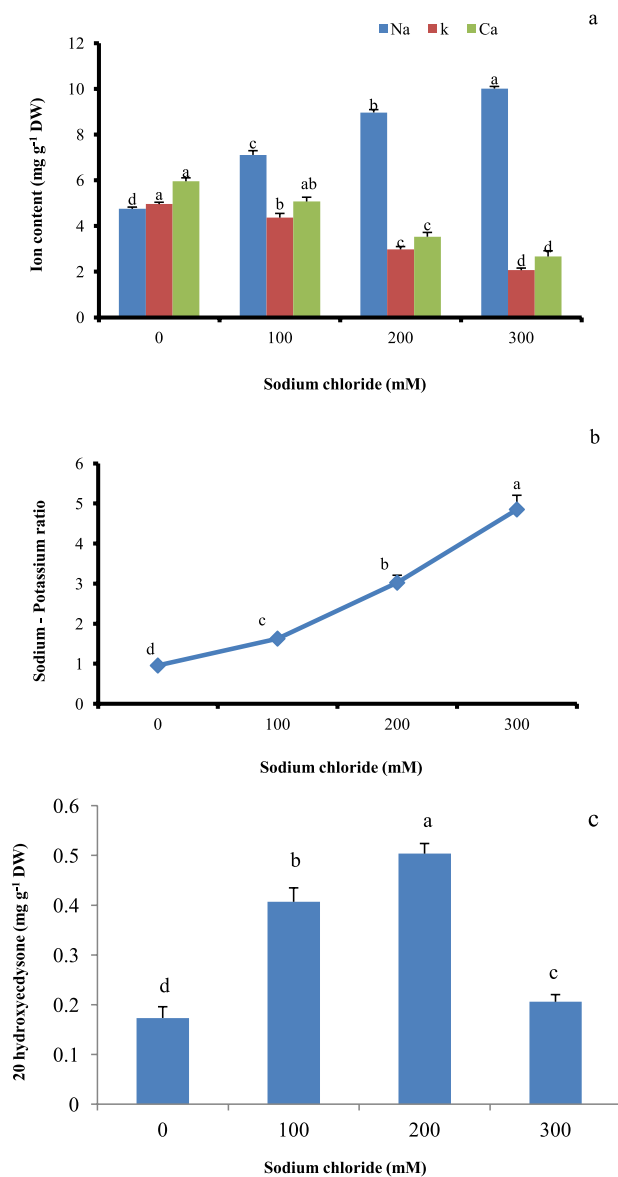 a
Na k Ca
Ion content (mg g-1 DW)
12
10
8
6
4
2
0
d a a
c b ab
b c c
a d d
0 100 200 300
Sodium chloride (mM)
b
Sodium - Potassium ratio
6
5
4
3
2
1
0
d c b a
0 100 200 300
Sodium chloride (mM)
c
20 hydroxyecdysone (mg g-1 DW)
0.6
0.5
0.4
0.3
0.2
0.1
0
d b a c
0 100 200 300
Sodium chloride (mM)